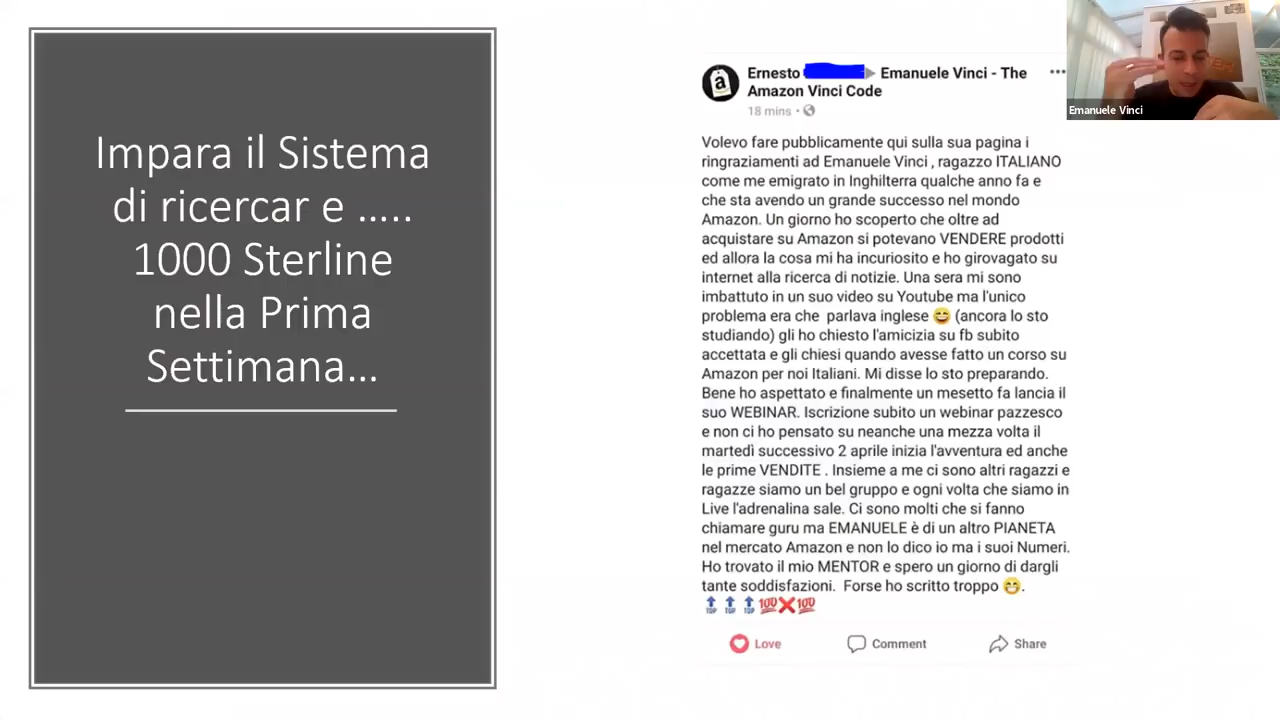 Impara il Sistema
di ricercar e …..
1000 Sterline
nella Prima
Settimana…
Ernesto Emanuele Vinci - The
Amazon Vinci Code
18 mins
Volevo fare pubblicamente qui sulla sua pagina i
ringraziamenti ad Emanuele Vinci , ragazzo ITALIANO
come me emigrato in Inghilterra qualche anno fa e
che sta avendo un grande successo nel mondo
Amazon. Un giorno ho scoperto che oltre ad
acquistare su Amazon si potevano VENDERE prodotti
ed allora la cosa mi ha incuriosito e ho girovagato su
internet alla ricerca di notizie. Una sera mi sono
imbattuto in un suo video su Youtube ma l'unico
problema era che parlava inglese 😄 (ancora lo sto
studiando) gli ho chiesto l'amicizia su fb subito
accettata e gli chiesi quando avesse fatto un corso su
Amazon per noi Italiani. Mi disse lo sto preparando.
Bene ho aspettato e finalmente un mesetto fa lancia il
suo WEBINAR. Iscrizione subito un webinar pazzesco
e non ci ho pensato su neanche una mezza volta il
martedì successivo 2 aprile inizia l'avventura ed anche
le prime VENDITE . Insieme a me ci sono altri ragazzi e
ragazze siamo un bel gruppo e ogni volta che siamo in
Live l'adrenalina sale. Ci sono molti che si fanno
chiamare guru ma EMANUELE è di un altro PIANETA
nel mercato Amazon e non lo dico io ma i suoi Numeri.
Ho trovato il mio MENTOR e spero un giorno di dargli
tante soddisfazioni. Forse ho scritto troppo 😁.
🔝🔝🔝💯❌💯
Love Comment Share
Emanuele Vinci